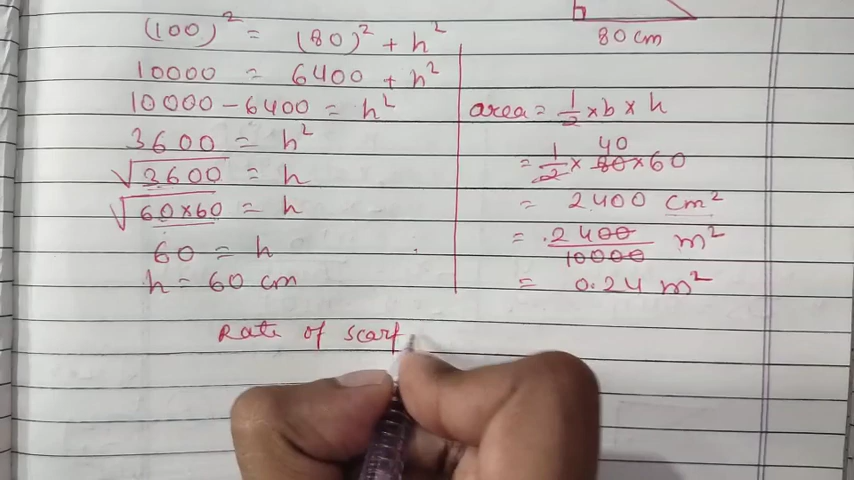 80 cm
(100)² = (80)² + h²
10000 = 6400 + h²
10000 - 6400 = h²
3600 = h²
√3600 = h
√60×60 = h
60 = h
h = 60 cm
area = 1/2 × b × h
= 1/2 × 80 × 60
40
= 2400 cm²
= .2400/10000 m²
= 0.24 m²
Rate of scarf